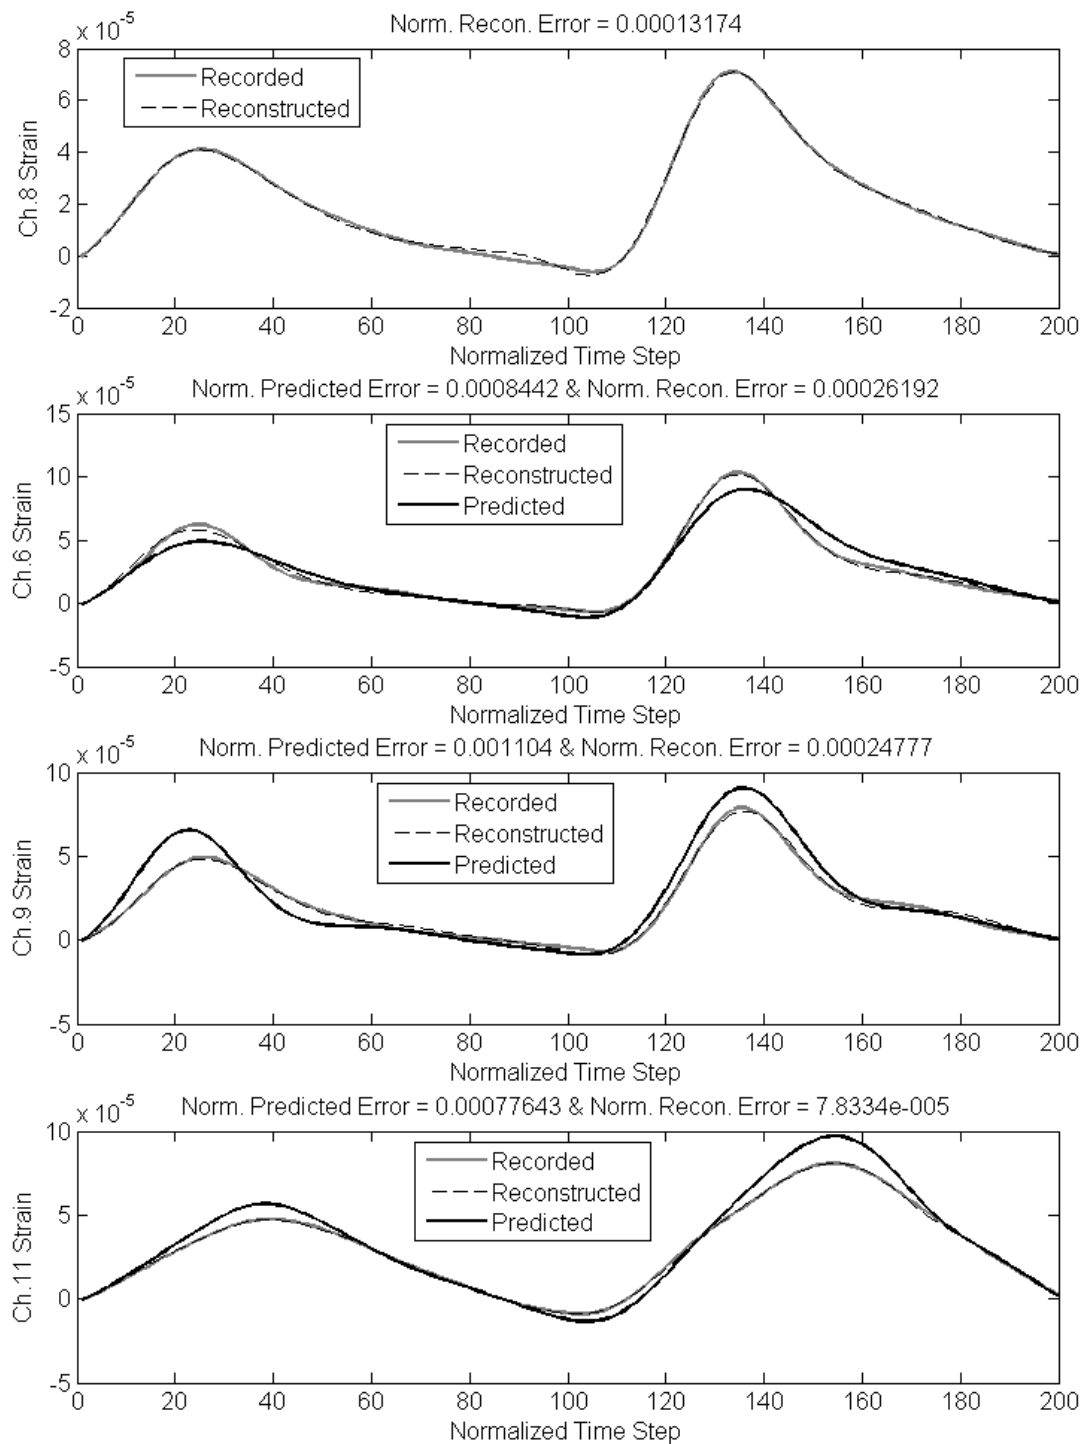 Norm. Recon. Error = 0.00013174
x 10^-5
8
6
4
2
0
-2
Ch.8 Strain
Recorded
Reconstructed
0 20 40 60 80 100 120 140 160 180 200
Normalized Time Step
Norm. Predicted Error = 0.0008442 & Norm. Recon. Error = 0.00026192
x 10^-5
15
10
5
0
-5
Ch.6 Strain
Recorded
Reconstructed
Predicted
0 20 40 60 80 100 120 140 160 180 200
Normalized Time Step
Norm. Predicted Error = 0.001104 & Norm. Recon. Error = 0.00024777
x 10^-5
10
5
0
-5
Ch.9 Strain
Recorded
Reconstructed
Predicted
0 20 40 60 80 100 120 140 160 180 200
Normalized Time Step
Norm. Predicted Error = 0.00077643 & Norm. Recon. Error = 7.8334e-005
x 10^-5
10
5
0
-5
Ch.11 Strain
Recorded
Reconstructed
Predicted
0 20 40 60 80 100 120 140 160 180 200
Normalized Time Step